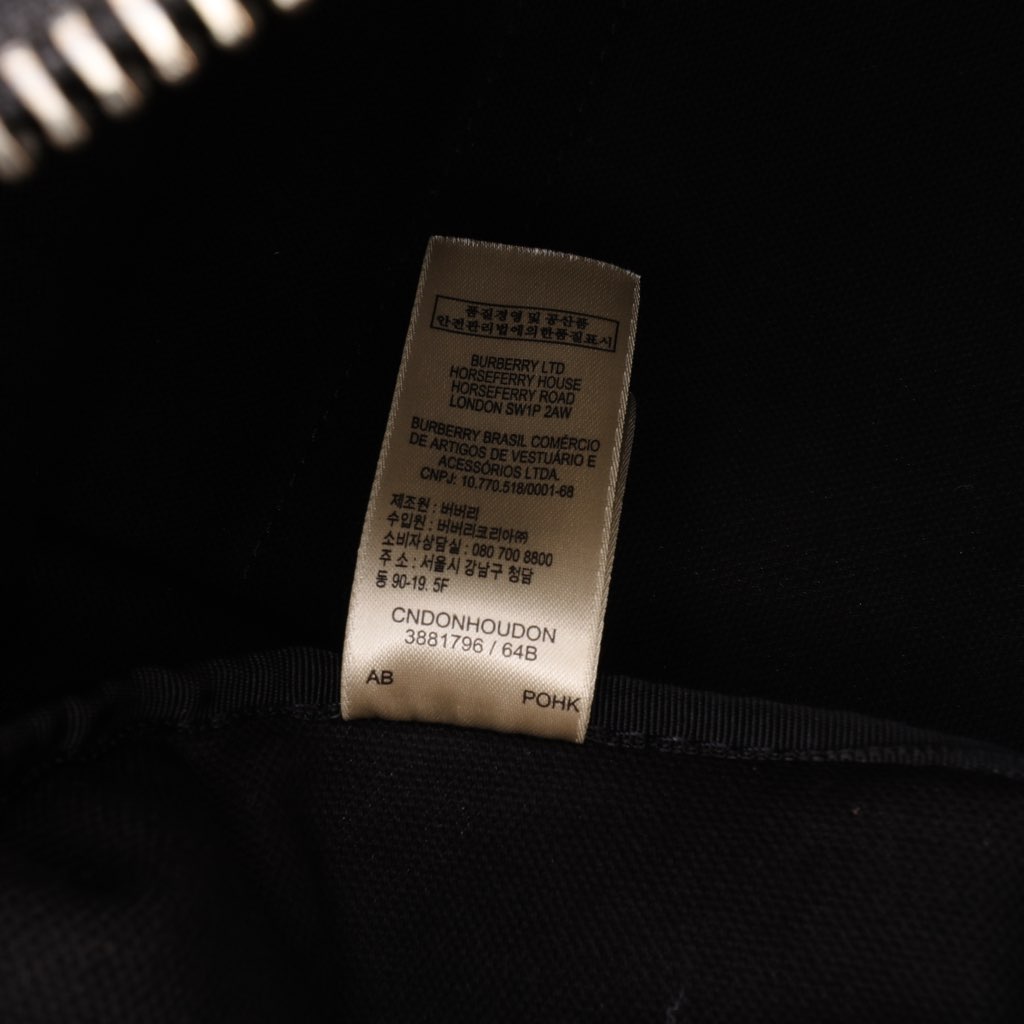 품질경영 및 공산품
안전관리법에의한품질표시
BURBERRY LTD
HORSEFERRY HOUSE
HORSEFERRY ROAD
LONDON SW1P 2AW
BURBERRY BRASIL COMÉRCIO
DE ARTIGOS DE VESTUÁRIO E
ACESSÓRIOS LTDA.
CNPJ: 10.770.518/0001-68
제조원 : 버버리
수입원 : 버버리코리아㈜
소비자상담실 : 080 700 8800
주 소 : 서울시 강남구 청담
동 90-19. 5F
CNDONHOUDON
3881796 / 64B
AB
POHK